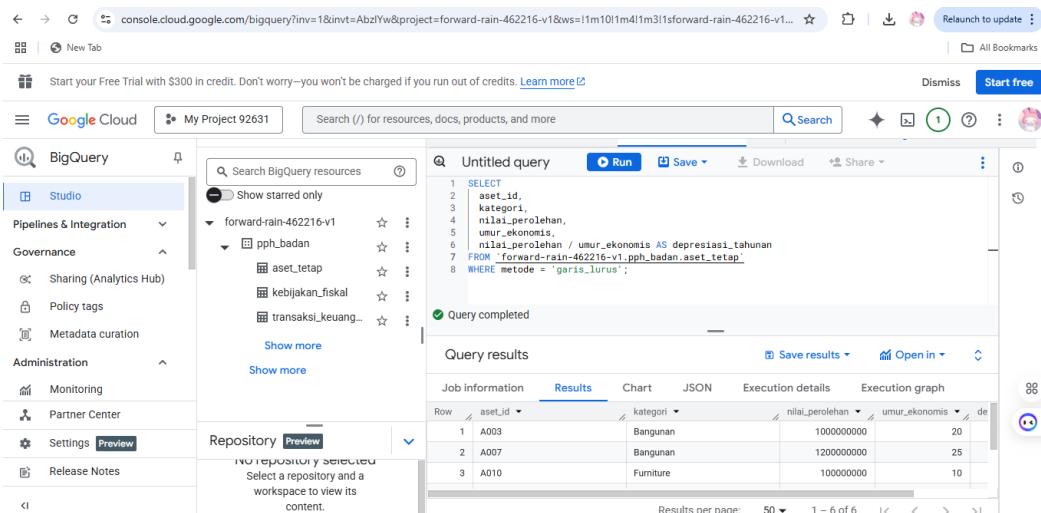 console.cloud.google.com/bigquery?inv=1&invt=AbzIYw&project=forward-rain-462216-v1&ws=!1m10!1m4!1m3!1sforward-rain-462216-v1...
Relaunch to update
New Tab
All Bookmarks
Start your Free Trial with $300 in credit. Don't worry—you won't be charged if you run out of credits. Learn more
Dismiss
Start free
Google Cloud
My Project 92631
Search (/) for resources, docs, products, and more
Search
1
BigQuery
Studio
Pipelines & Integration
Governance
Sharing (Analytics Hub)
Policy tags
Metadata curation
Administration
Monitoring
Partner Center
Settings Preview
Release Notes
Search BigQuery resources
Show starred only
forward-rain-462216-v1
pph_badan
aset_tetap
kebijakan_fiskal
transaksi_keuang...
Show more
Show more
Repository Preview
No repository selected
Select a repository and a
workspace to view its
content.
Untitled query
Run
Save
Download
Share
1 SELECT
2 aset_id,
3 kategori,
4 nilai_perolehan,
5 umur_ekonomis,
6 nilai_perolehan / umur_ekonomis AS depresiasi_tahunan
7 FROM `forward-rain-462216-v1.pph_badan.aset_tetap`
8 WHERE metode = 'garis_lurus';
Query completed
Query results
Save results
Open in
Job information
Results
Chart
JSON
Execution details
Execution graph
Row aset_id kategori nilai_perolehan umur_ekonomis de
1 A003 Bangunan 1000000000 20
2 A007 Bangunan 1200000000 25
3 A010 Furniture 100000000 10
Results per page: 50 1 – 6 of 6